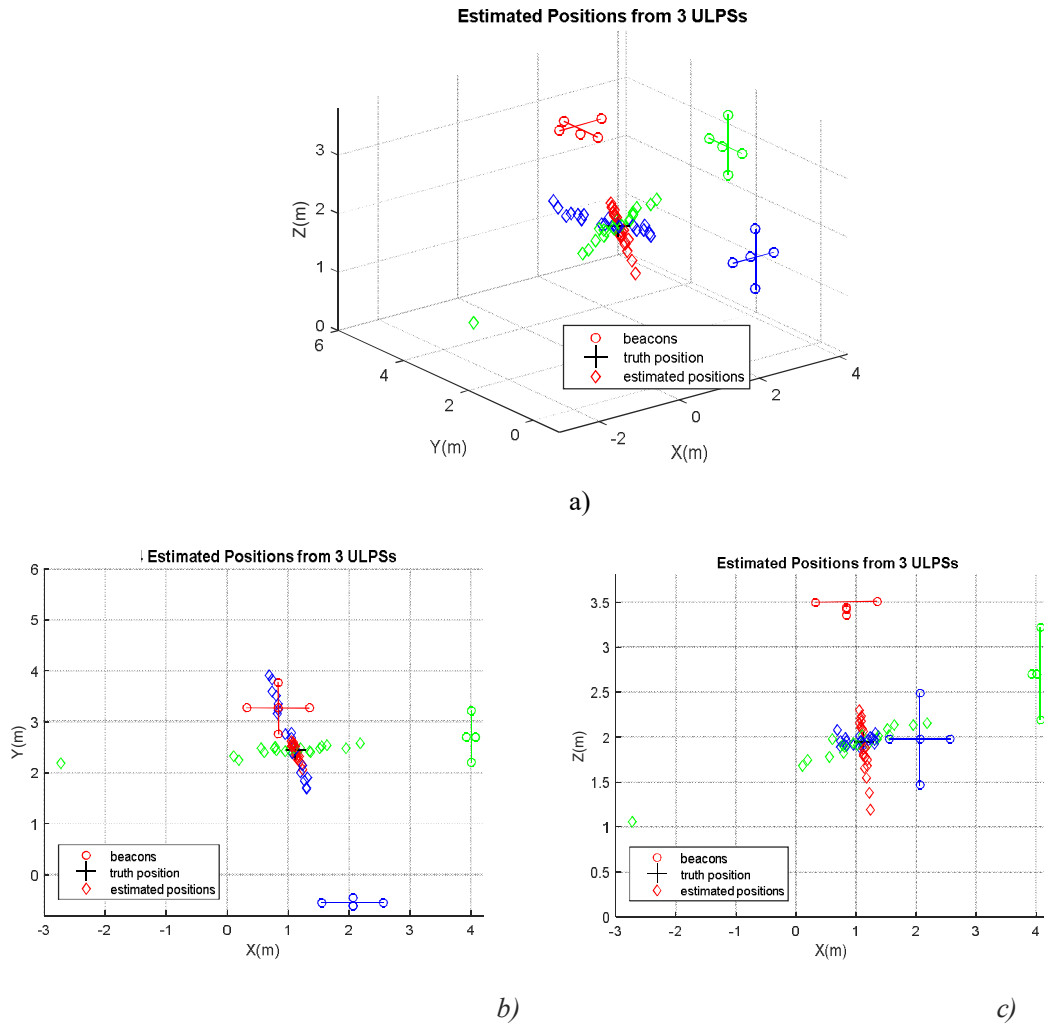 Estimated Positions from 3 ULPSs
3
2
1
0
Z(m)
6
4
2
0
Y(m)
-2
0
2
4
X(m)
beacons
truth position
estimated positions
a)
Estimated Positions from 3 ULPSs
6
5
4
3
2
1
0
Y(m)
beacons
truth position
estimated positions
-3
-2
-1
0
1
2
3
4
X(m)
b)
Estimated Positions from 3 ULPSs
3.5
3
2.5
2
1.5
1
0.5
0
Z(m)
beacons
truth position
estimated positions
-3
-2
-1
0
1
2
3
4
X(m)
c)